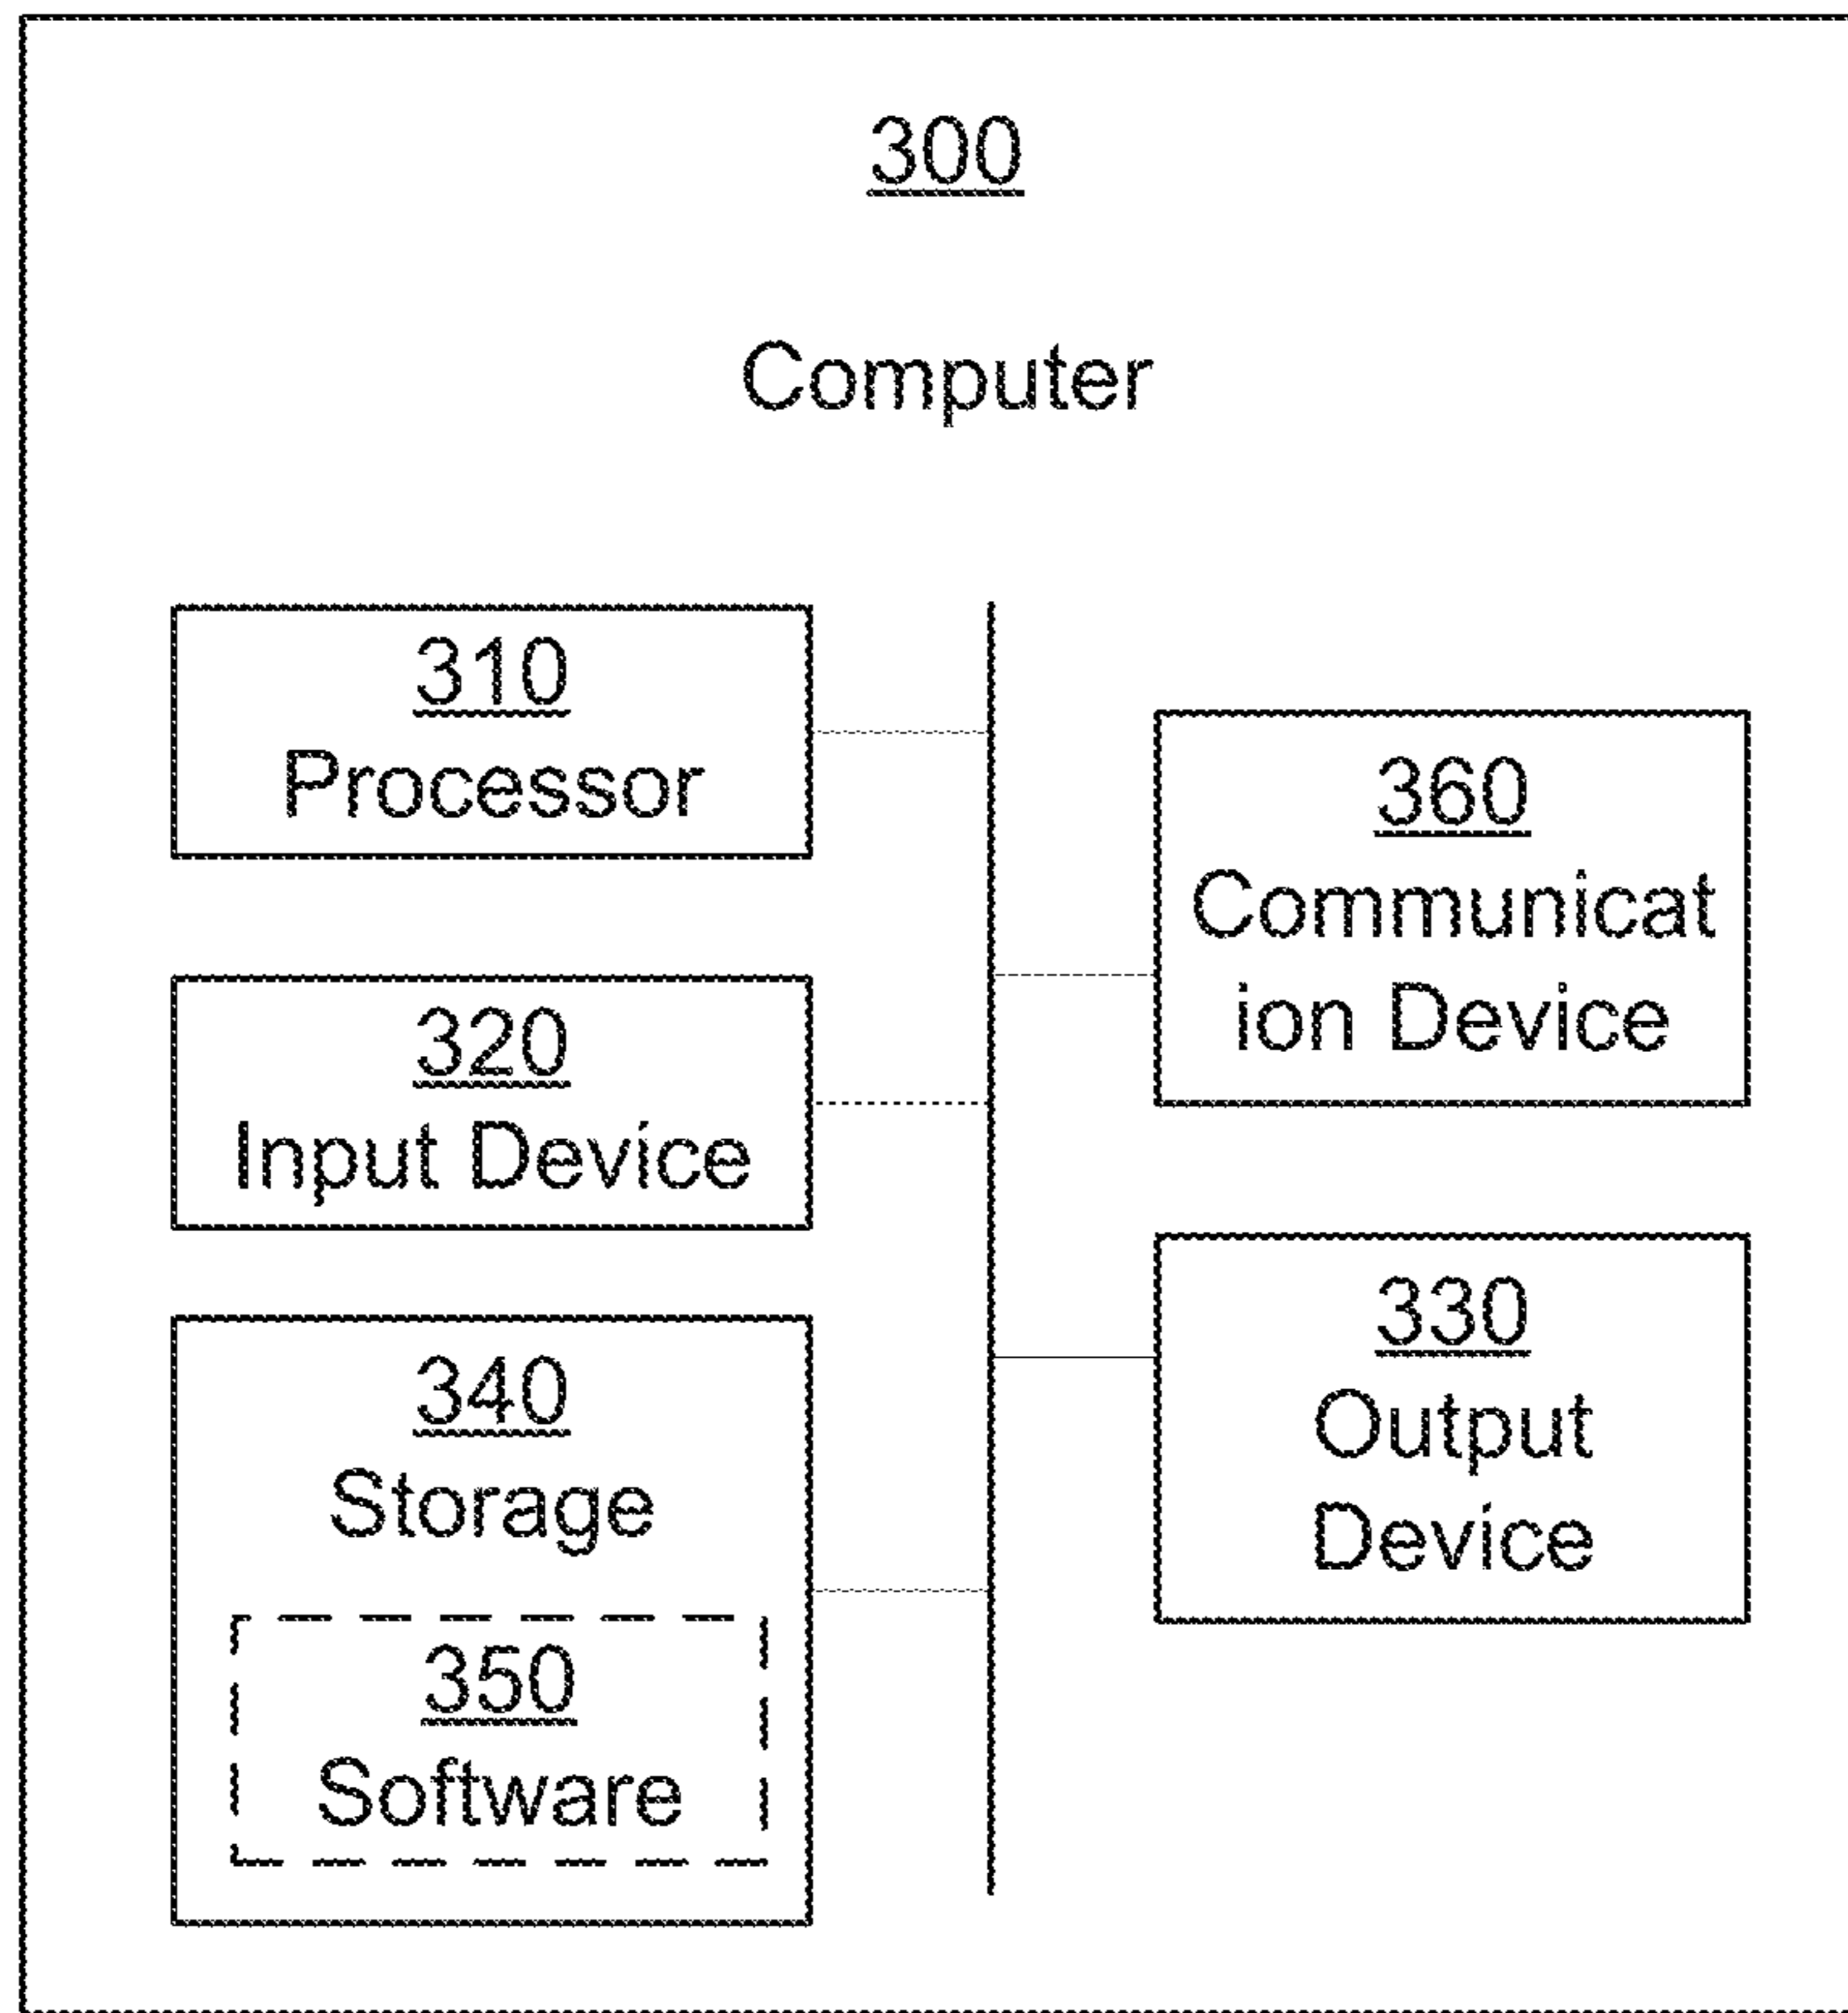 300
Computer
310
Processor
320
Input Device
340
Storage
350
Software
360
Communicat
ion Device
330
Output
Device